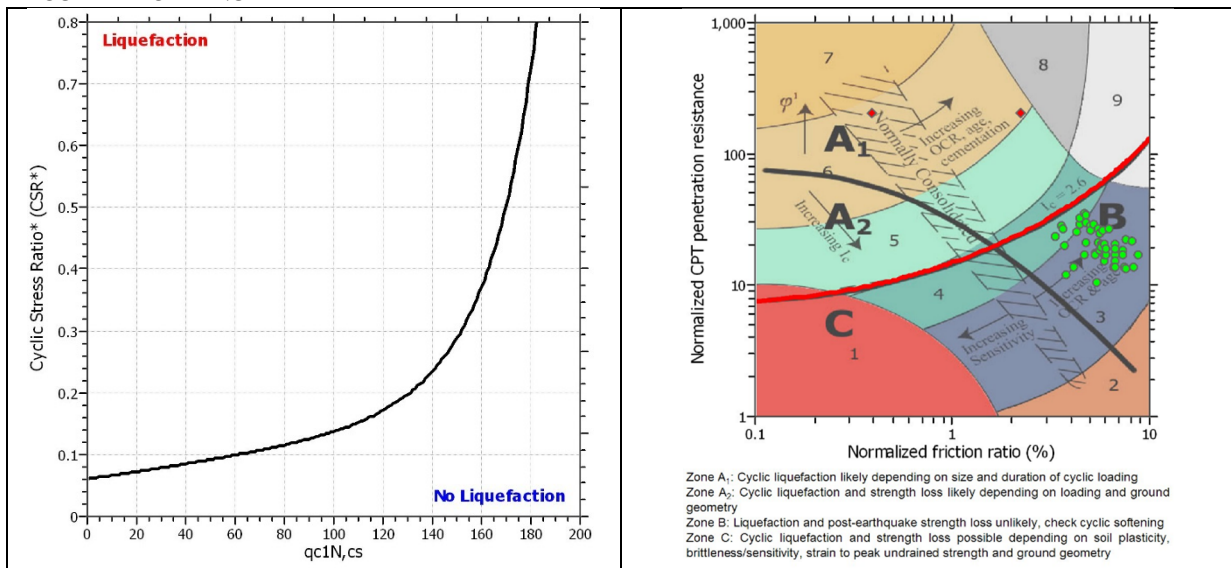 Liquefaction
Cyclic Stress Ratio* (CSR*)
0.8
0.7
0.6
0.5
0.4
0.3
0.2
0.1
0
No Liquefaction
0 20 40 60 80 100 120 140 160 180 200
qc1N,cs
Normalized CPT penetration resistance
1,000
100
10
1
7
8
9
φ'
Increasing OCR, age, cementation
Normally Consolidated
A1
6
A2
Increasing Ic
5
Ic = 2.6
B
4
Increasing
OCR & age
3
C
1
Increasing
Sensitivity
2
0.1 1 10
Normalized friction ratio (%)
Zone A1: Cyclic liquefaction likely depending on size and duration of cyclic loading
Zone A2: Cyclic liquefaction and strength loss likely depending on loading and ground
geometry
Zone B: Liquefaction and post-earthquake strength loss unlikely, check cyclic softening
Zone C: Cyclic liquefaction and strength loss possible depending on soil plasticity,
brittleness/sensitivity, strain to peak undrained strength and ground geometry